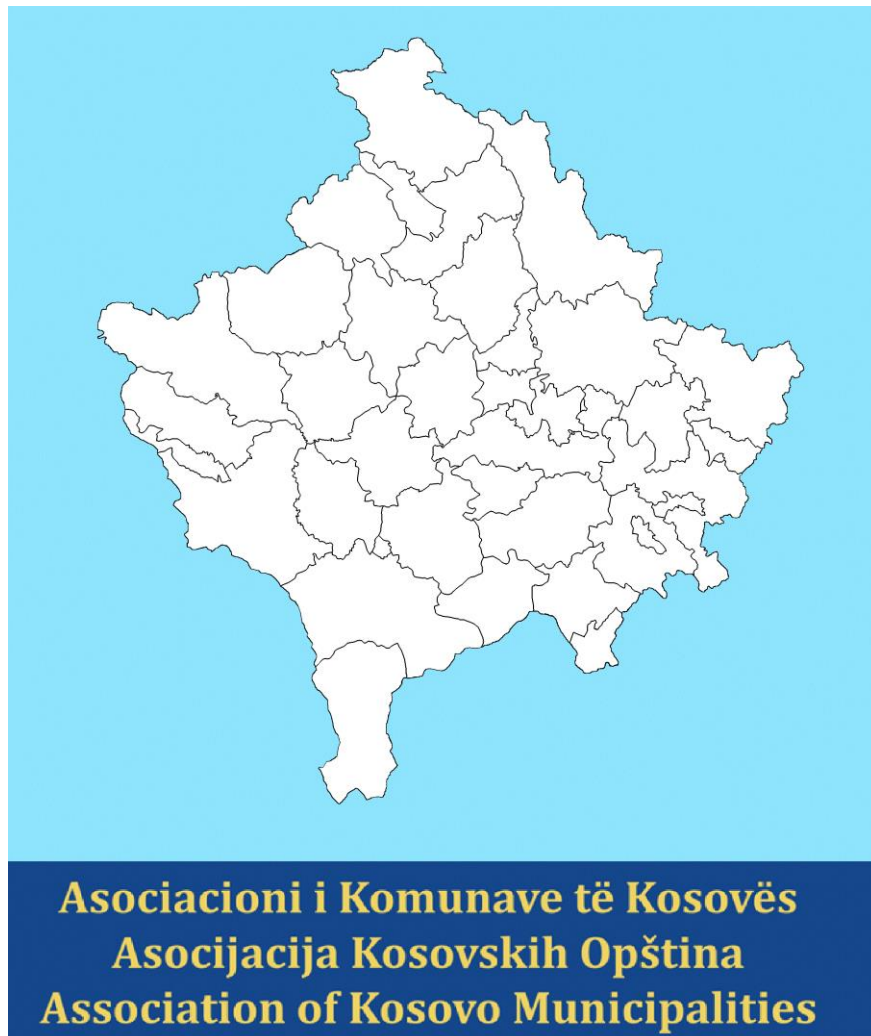 Asociacioni i Komunave të Kosovës
Asocijacija Kosovskih Opština
Association of Kosovo Municipalities